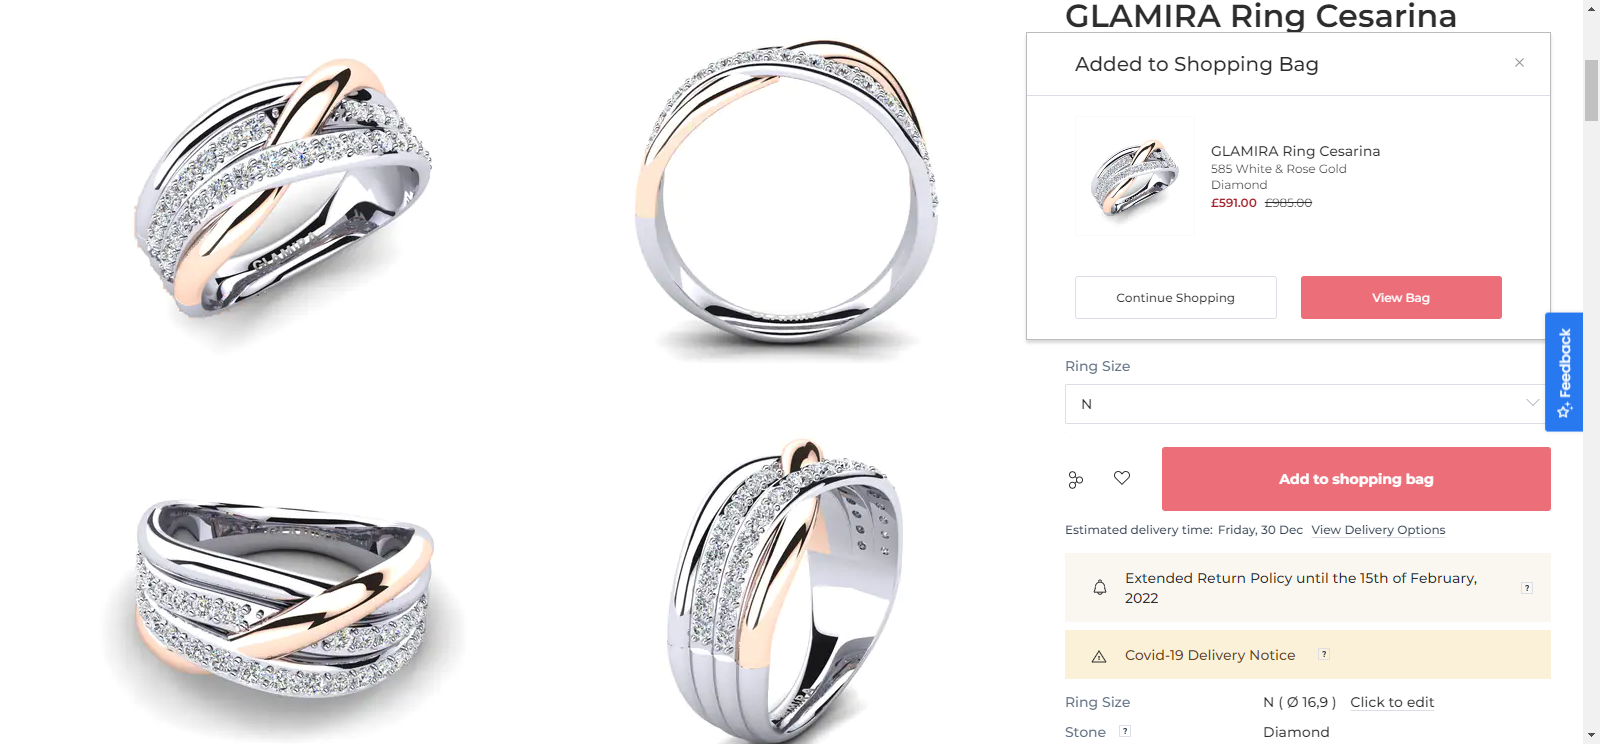 GLAMIRA Ring Cesarina
Added to Shopping Bag
GLAMIRA Ring Cesarina
585 White & Rose Gold
Diamond
£591.00 £985.00
Continue Shopping
View Bag
Feedback
Ring Size
N
Add to shopping bag
Estimated delivery time: Friday, 30 Dec View Delivery Options
Extended Return Policy until the 15th of February,
2022
?
Covid-19 Delivery Notice ?
Ring Size N ( Ø 16,9 ) Click to edit
Stone ? Diamond
GLAMIRA
N
GLAMIRA
GLAMIRA